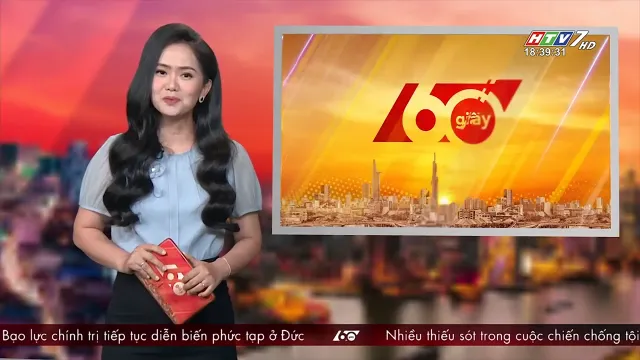 HTV7 HD
18:39:31
60 giây
Bạo lực chính trị tiếp tục diễn biến phức tạp ở Đức
60
Nhiều thiếu sót trong cuộc chiến chống tội